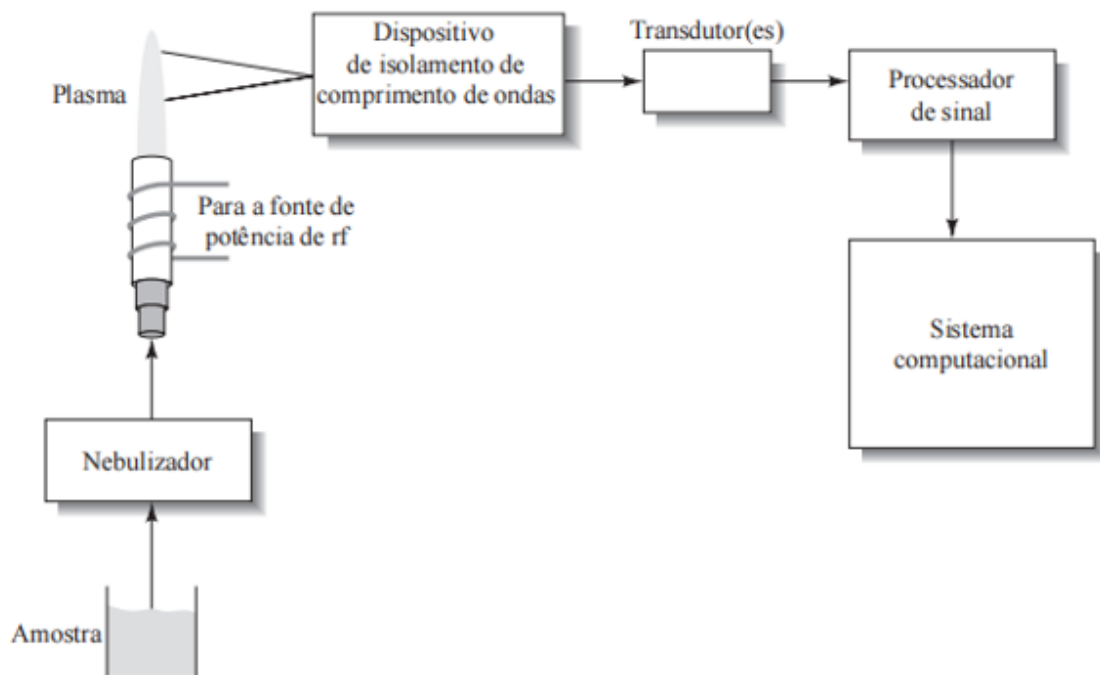 Plasma
Dispositivo
de isolamento de
comprimento de ondas
Transdutor(es)
Processador
de sinal
Para a fonte de
potência de rf
Sistema
computacional
Nebulizador
Amostra